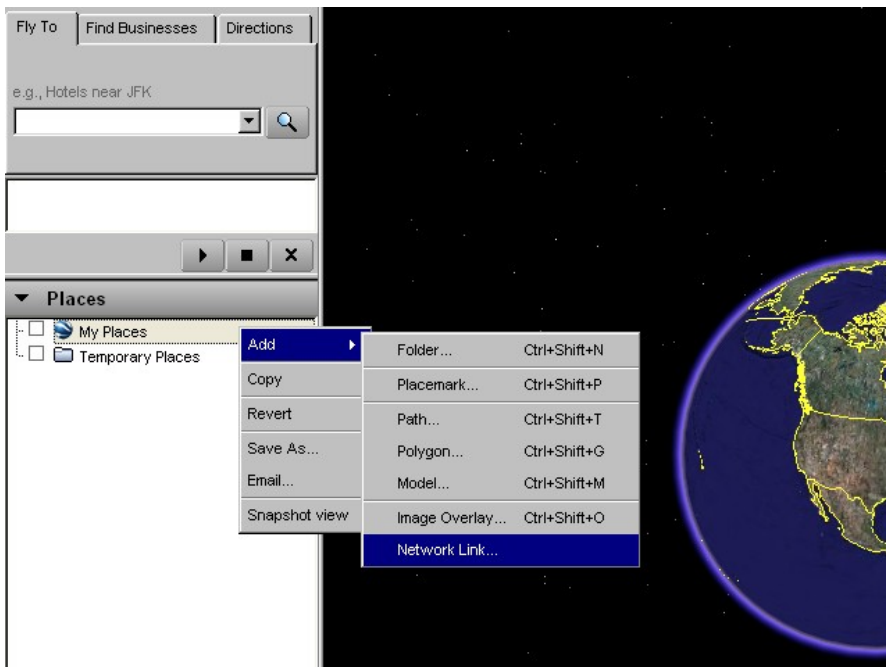 Fly To Find Businesses Directions
e.g., Hotels near JFK
Places
My Places
Temporary Places
Add
Copy
Revert
Save As...
Email...
Snapshot view
Folder... Ctrl+Shift+N
Placemark... Ctrl+Shift+P
Path... Ctrl+Shift+T
Polygon... Ctrl+Shift+G
Model... Ctrl+Shift+M
Image Overlay... Ctrl+Shift+O
Network Link...